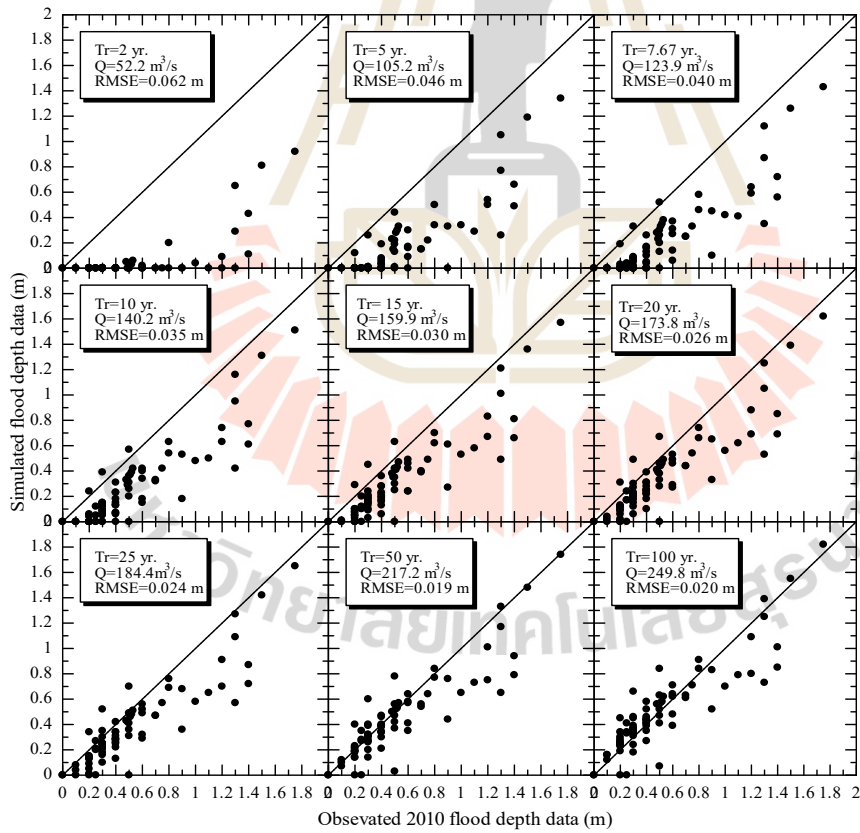 2
1.8
1.6
1.4
1.2
1
0.8
0.6
0.4
0.2
0
Tr=2 yr.
Q=52.2 m³/s
RMSE=0.062 m
Tr=5 yr.
Q=105.2 m³/s
RMSE=0.046 m
Tr=7.67 yr.
Q=123.9 m³/s
RMSE=0.040 m
Simulated flood depth data (m)
1.8
1.6
1.4
1.2
1
0.8
0.6
0.4
0.2
Tr=10 yr.
Q=140.2 m³/s
RMSE=0.035 m
Tr= 15 yr.
Q=159.9 m³/s
RMSE=0.030 m
Tr=20 yr.
Q=173.8 m³/s
RMSE=0.026 m
1.8
1.6
1.4
1.2
1
0.8
0.6
0.4
0.2
0
Tr=25 yr.
Q=184.4m³/s
RMSE=0.024 m
Tr=50 yr.
Q=217.2 m³/s
RMSE=0.019 m
Tr=100 yr.
Q=249.8 m³/s
RMSE=0.020 m
0 0.2 0.4 0.6 0.8 1 1.2 1.4 1.6 1.8 0 0.2 0.4 0.6 0.8 1 1.2 1.4 1.6 1.8 0 0.2 0.4 0.6 0.8 1 1.2 1.4 1.6 1.8 2
Obsevated 2010 flood depth data (m)